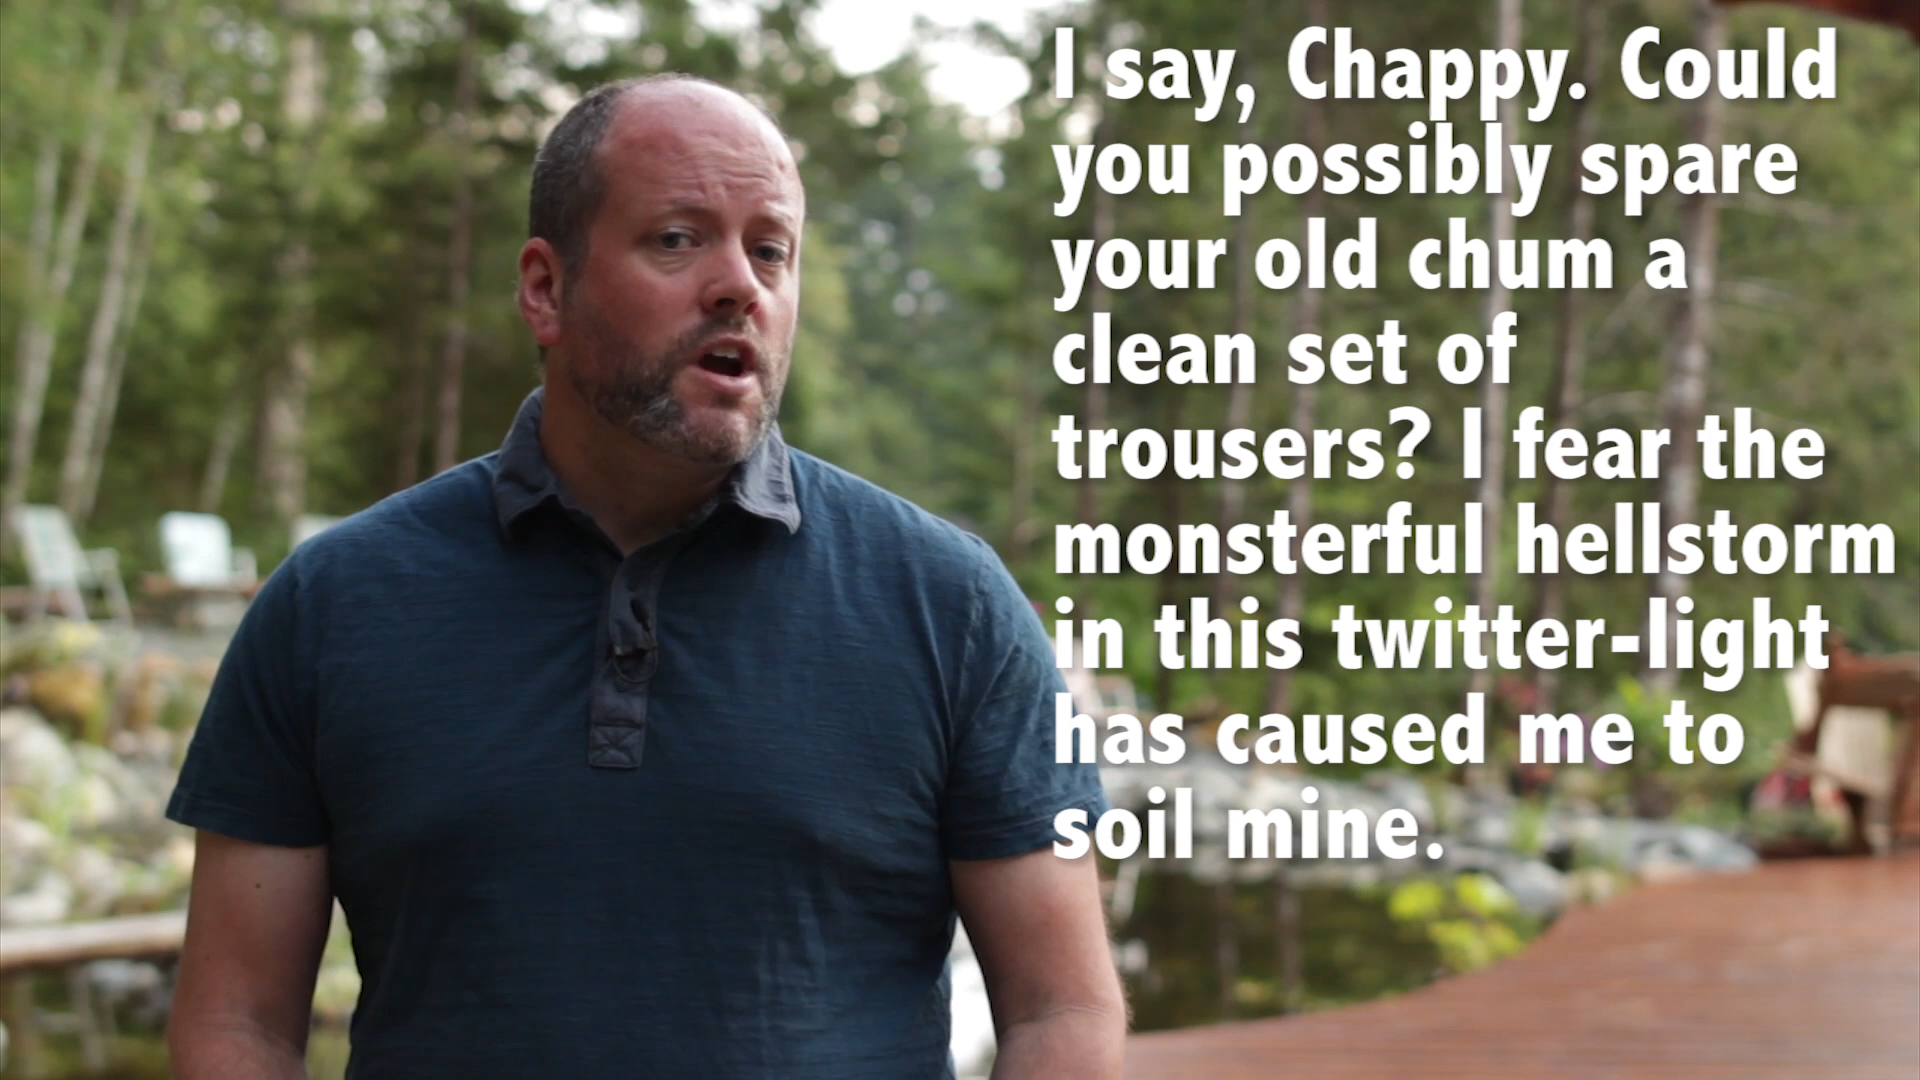 I say, Chappy. Could
you possibly spare
your old chum a
clean set of
trousers? I fear the
monsterful hellstorm
in this twitter-light
has caused me to
soil mine.